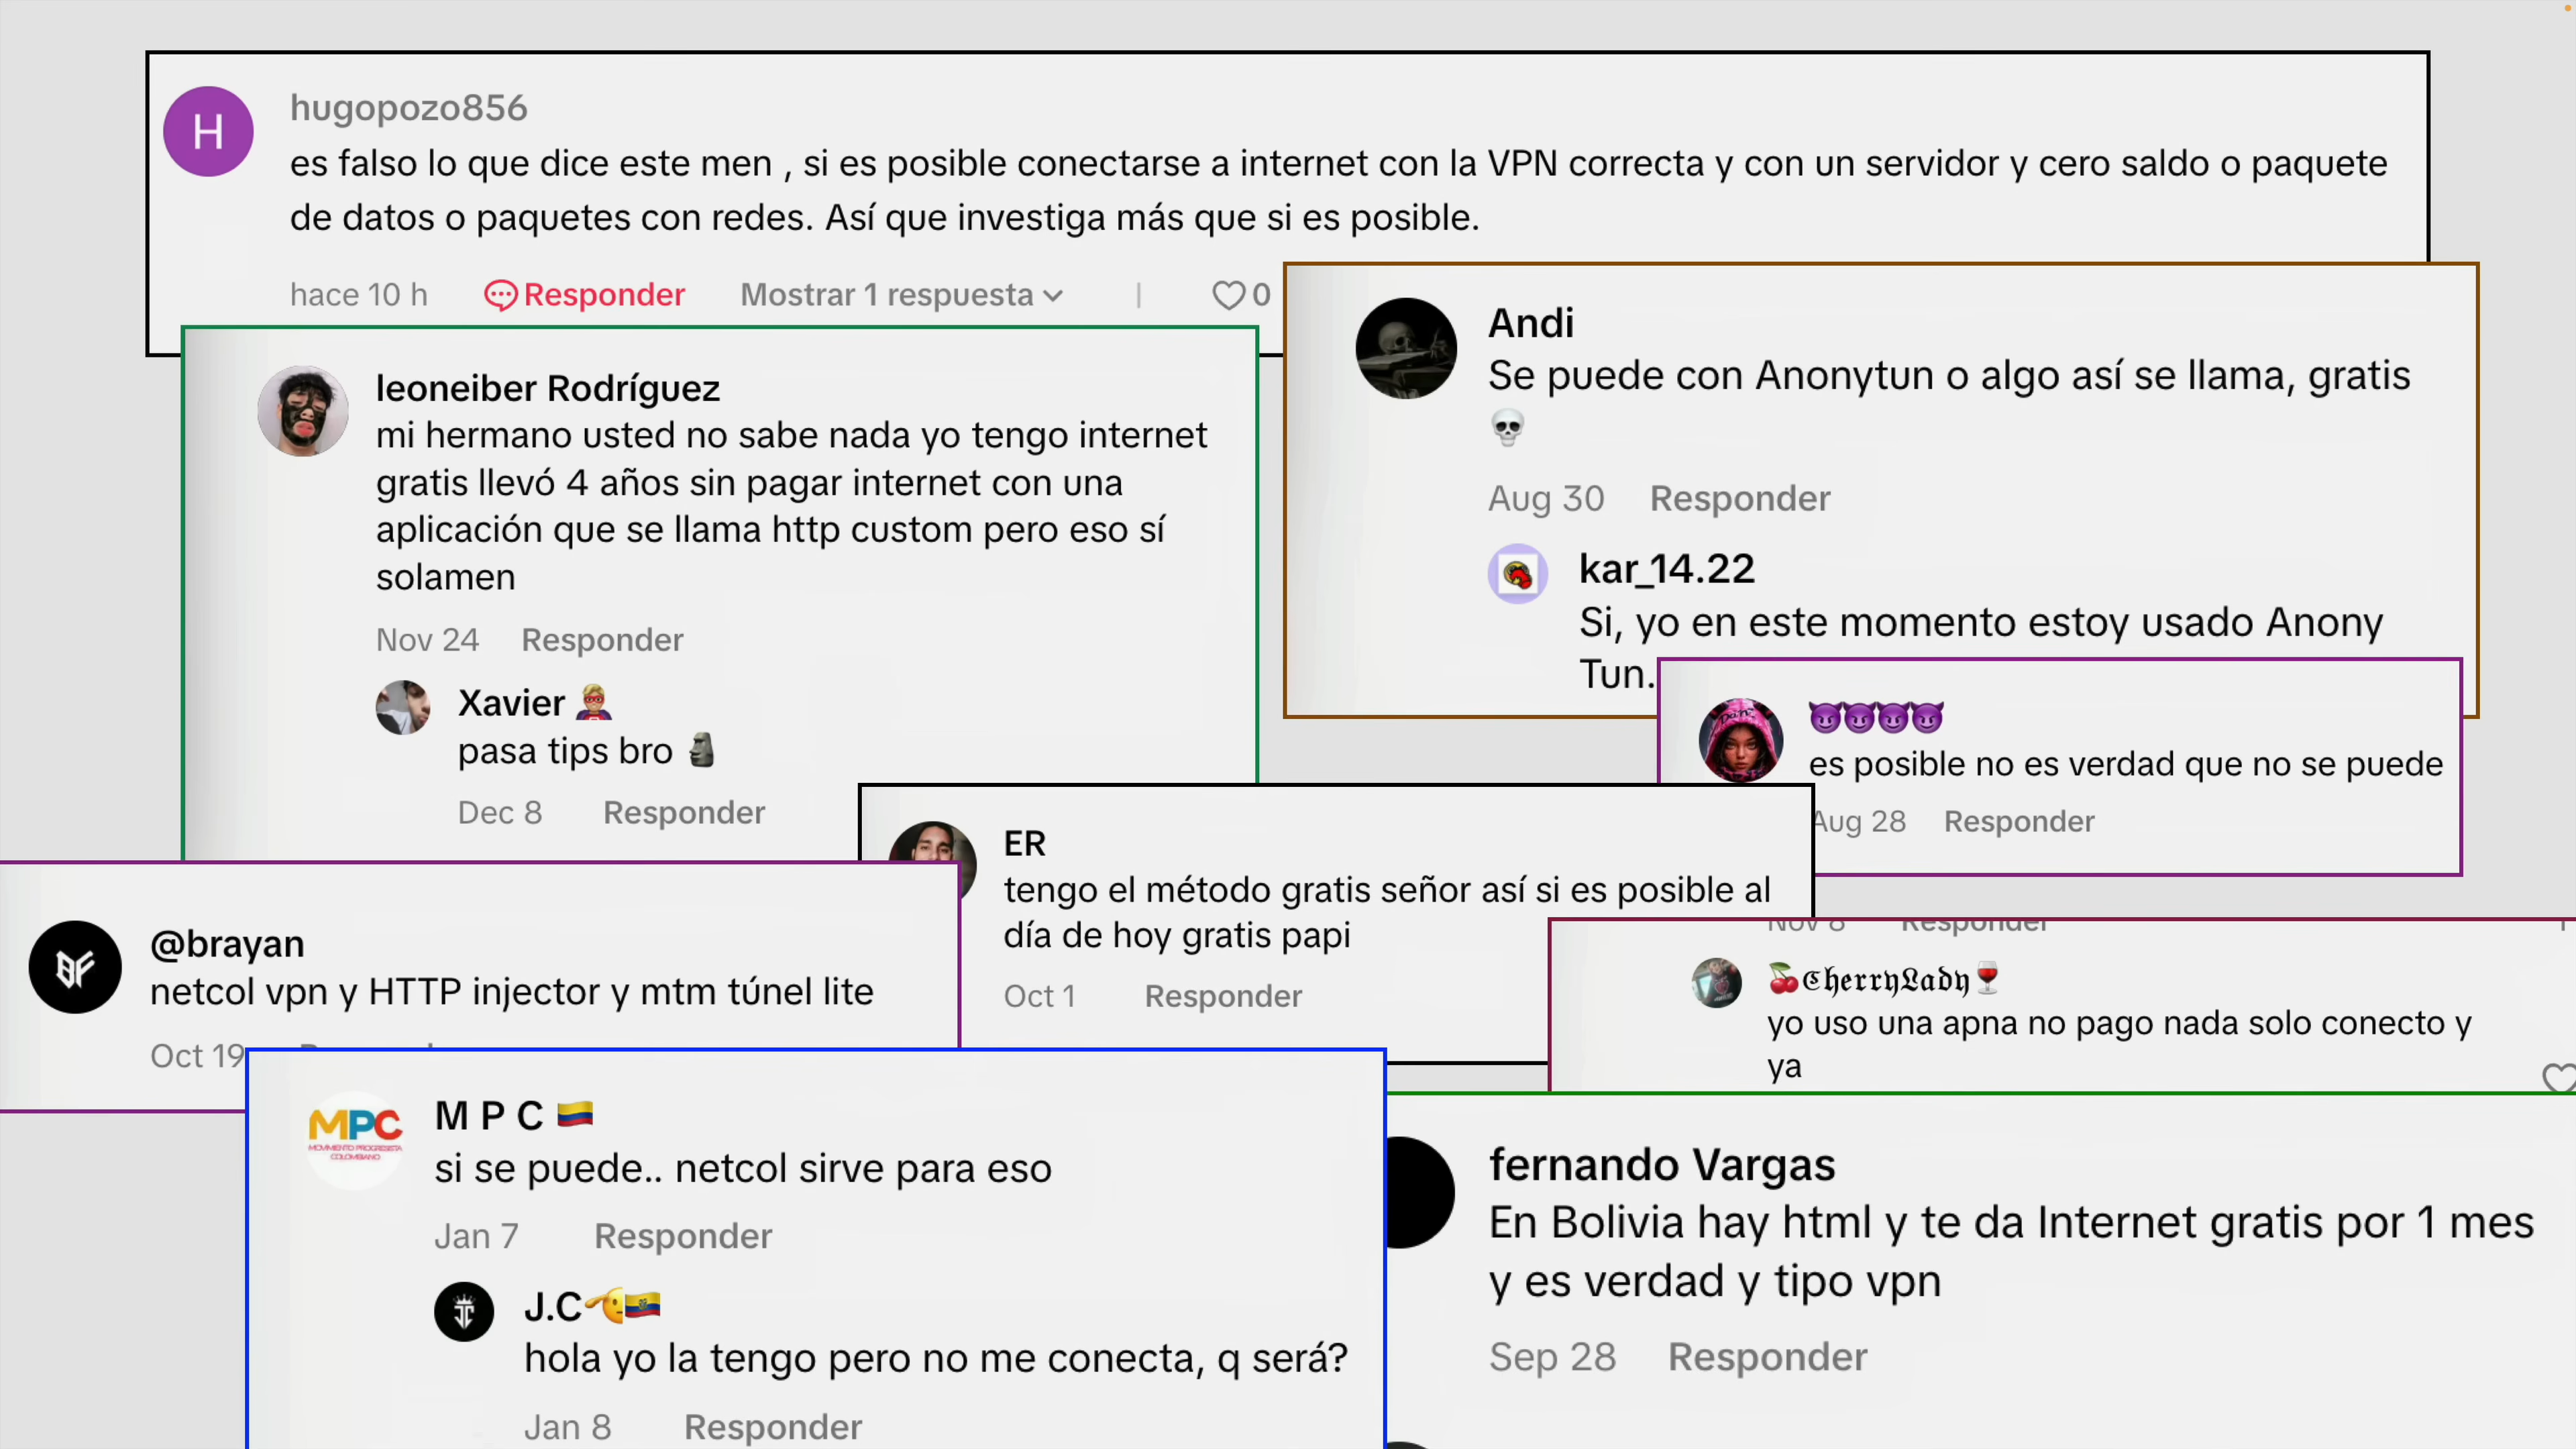 H
hugopozo856
es falso lo que dice este men , si es posible conectarse a internet con la VPN correcta y con un servidor y cero saldo o paquete
de datos o paquetes con redes. Así que investiga más que si es posible.
hace 10 h Responder Mostrar 1 respuesta | 0
Andi
Se puede con Anonytun o algo así se llama, gratis
💀
Aug 30 Responder
kar_14.22
Si, yo en este momento estoy usado Anony
Tun.
leoneiber Rodríguez
mi hermano usted no sabe nada yo tengo internet
gratis llevó 4 años sin pagar internet con una
aplicación que se llama http custom pero eso sí
solamen
Nov 24 Responder
Xavier
pasa tips bro 🗿
Dec 8 Responder
😈😈😈😈
es posible no es verdad que no se puede
Aug 28 Responder
ER
tengo el método gratis señor así si es posible al
día de hoy gratis papi
Oct 1 Responder
BF
@brayan
netcol vpn y HTTP injector y mtm túnel lite
Oct 19
Nov 8 Responder
🍒𝕮𝖍𝖊𝖗𝖗𝖞𝕷𝖆𝖉𝖞🍷
yo uso una apna no pago nada solo conecto y
ya
MPC
MOVIMIENTO PROGRESISTA
COLOMBIANO
M P C 🇨🇴
si se puede.. netcol sirve para eso
Jan 7 Responder
J.C🫡🇪🇨
hola yo la tengo pero no me conecta, q será?
Jan 8 Responder
fernando Vargas
En Bolivia hay html y te da Internet gratis por 1 mes
y es verdad y tipo vpn
Sep 28 Responder